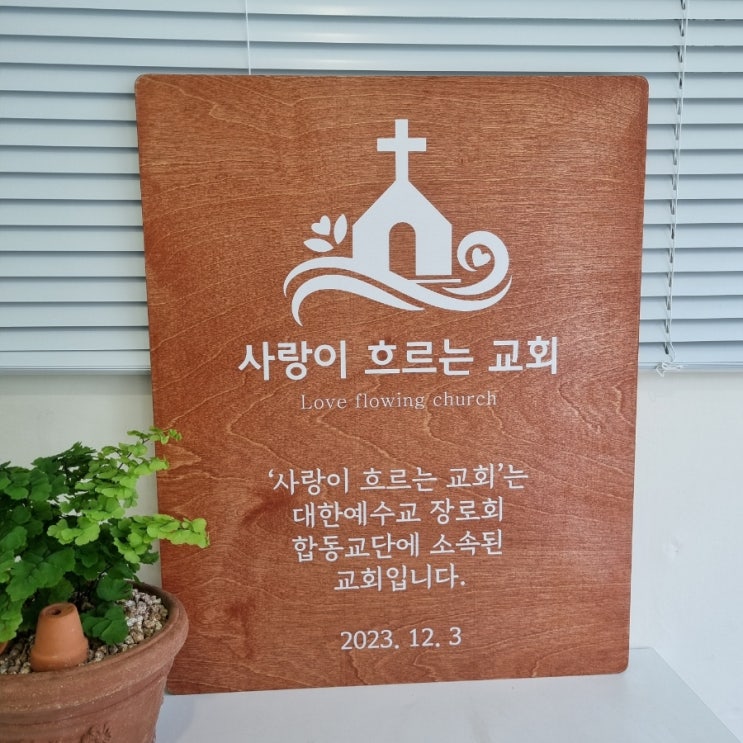 사랑이 흐르는 교회
Love flowing church
‘사랑이 흐르는 교회’는
대한예수교 장로회
합동교단에 소속된
교회입니다.
2023. 12. 3